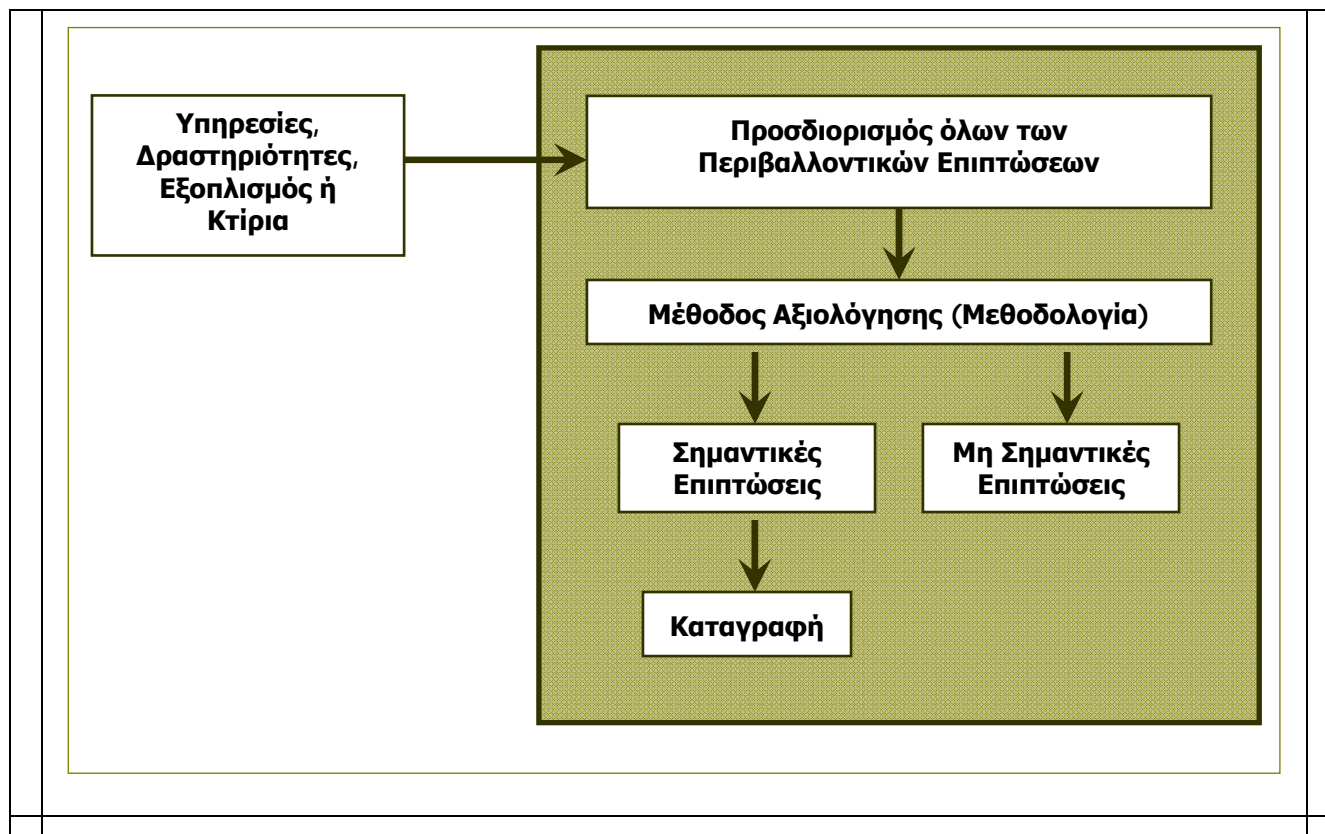 Υπηρεσίες,
Δραστηριότητες,
Εξοπλισμός ή
Κτίρια
Προσδιορισμός όλων των
Περιβαλλοντικών Επιπτώσεων
Μέθοδος Αξιολόγησης (Μεθοδολογία)
Σημαντικές
Επιπτώσεις
Μη Σημαντικές
Επιπτώσεις
Καταγραφή